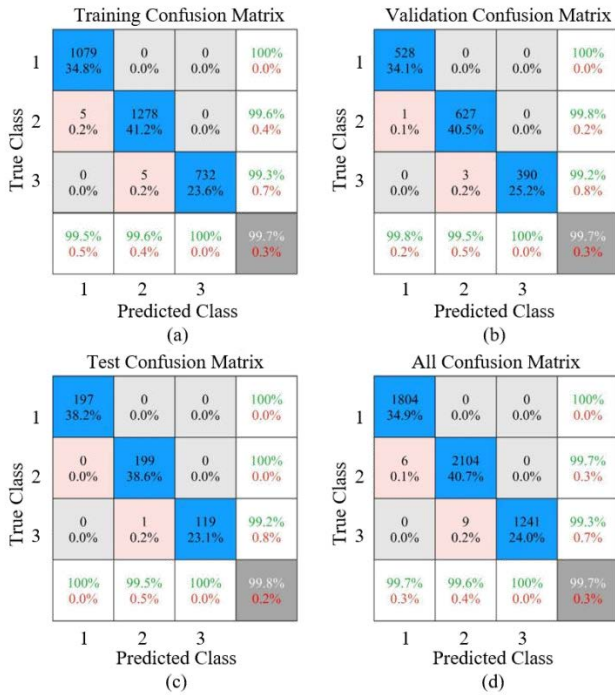 Training Confusion Matrix
1079 0 0 100%
1 34.8% 0.0% 0.0% 0.0%
5 1278 0 99.6%
2 0.2% 41.2% 0.0% 0.4%
0 5 732 99.3%
3 0.0% 0.2% 23.6% 0.7%
True Class
99.5% 99.6% 100% 99.7%
0.5% 0.4% 0.0% 0.3%
1 2 3
Predicted Class
(a)
Validation Confusion Matrix
528 0 0 100%
1 34.1% 0.0% 0.0% 0.0%
1 627 0 99.8%
2 0.1% 40.5% 0.0% 0.2%
0 3 390 99.2%
3 0.0% 0.2% 25.2% 0.8%
True Class
99.8% 99.5% 100% 99.7%
0.2% 0.5% 0.0% 0.3%
1 2 3
Predicted Class
(b)
Test Confusion Matrix
197 0 0 100%
1 38.2% 0.0% 0.0% 0.0%
0 199 0 100%
2 0.0% 38.6% 0.0% 0.0%
0 1 119 99.2%
3 0.0% 0.2% 23.1% 0.8%
True Class
100% 99.5% 100% 99.8%
0.0% 0.5% 0.0% 0.2%
1 2 3
Predicted Class
(c)
All Confusion Matrix
1804 0 0 100%
1 34.9% 0.0% 0.0% 0.0%
6 2104 0 99.7%
2 0.1% 40.7% 0.0% 0.3%
0 9 1241 99.3%
3 0.0% 0.2% 24.0% 0.7%
True Class
99.7% 99.6% 100% 99.7%
0.3% 0.4% 0.0% 0.3%
1 2 3
Predicted Class
(d)